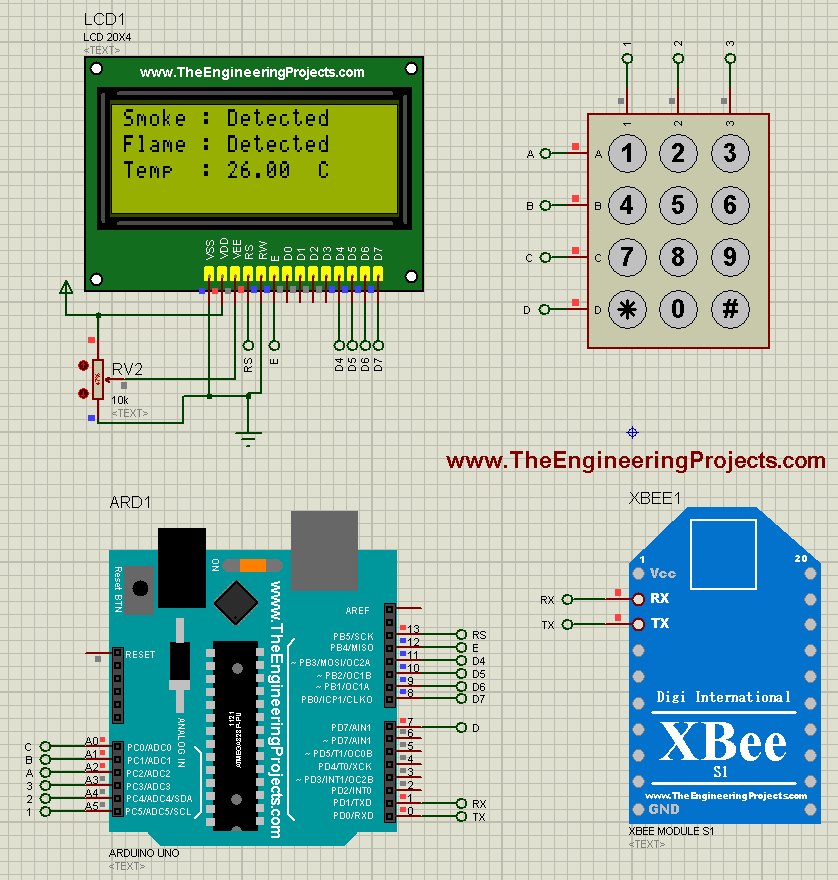 LCD1
LCD 20X4
<TEXT>
www.TheEngineeringProjects.com
Smoke : Detected
Flame : Detected
Temp : 26.00 C
VSS VDD VEE RS RW E D0 D1 D2 D3 D4 D5 D6 D7
RS E D4 D5 D6 D7
RV2
10k
<TEXT>
1 2 3
1 2 3
A A 1 2 3
B B 4 5 6
C C 7 8 9
D D * 0 #
www.TheEngineeringProjects.com
ARD1
Reset BTN
ON
www.TheEngineeringProjects.com
RESET
AREF
PB5/SCK 13 RS
PB4/MISO 12 E
~ PB3/MOSI/OC2A 11 D4
~ PB2/OC1B 10 D5
~ PB1/OC1A 9 D6
PB0/ICP1/CLKO 8 D7
PD7/AIN1 7 D
~ PD7/AIN1 6
~ PD5/T1/OC0B 5
PD4/T0/XCK 4
~ PD3/INT1/OC2B 3
PD2/INT0 2
PD1/TXD 1 RX
PD0/RXD 0 TX
1121
ANALOG IN
C A0 PC0/ADC0
B A1 PC1/ADC1
A A2 PC2/ADC2
3 A3 PC3/ADC3
2 A4 PC4/ADC4/SDA
1 A5 PC5/ADC5/SCL
ARDUINO UNO
<TEXT>
XBEE1
1 20
Vcc
RX RX
TX TX
Digi International
XBee
S1
www.TheEngineeringProjects.com
GND
XBEE MODULE S1
<TEXT>